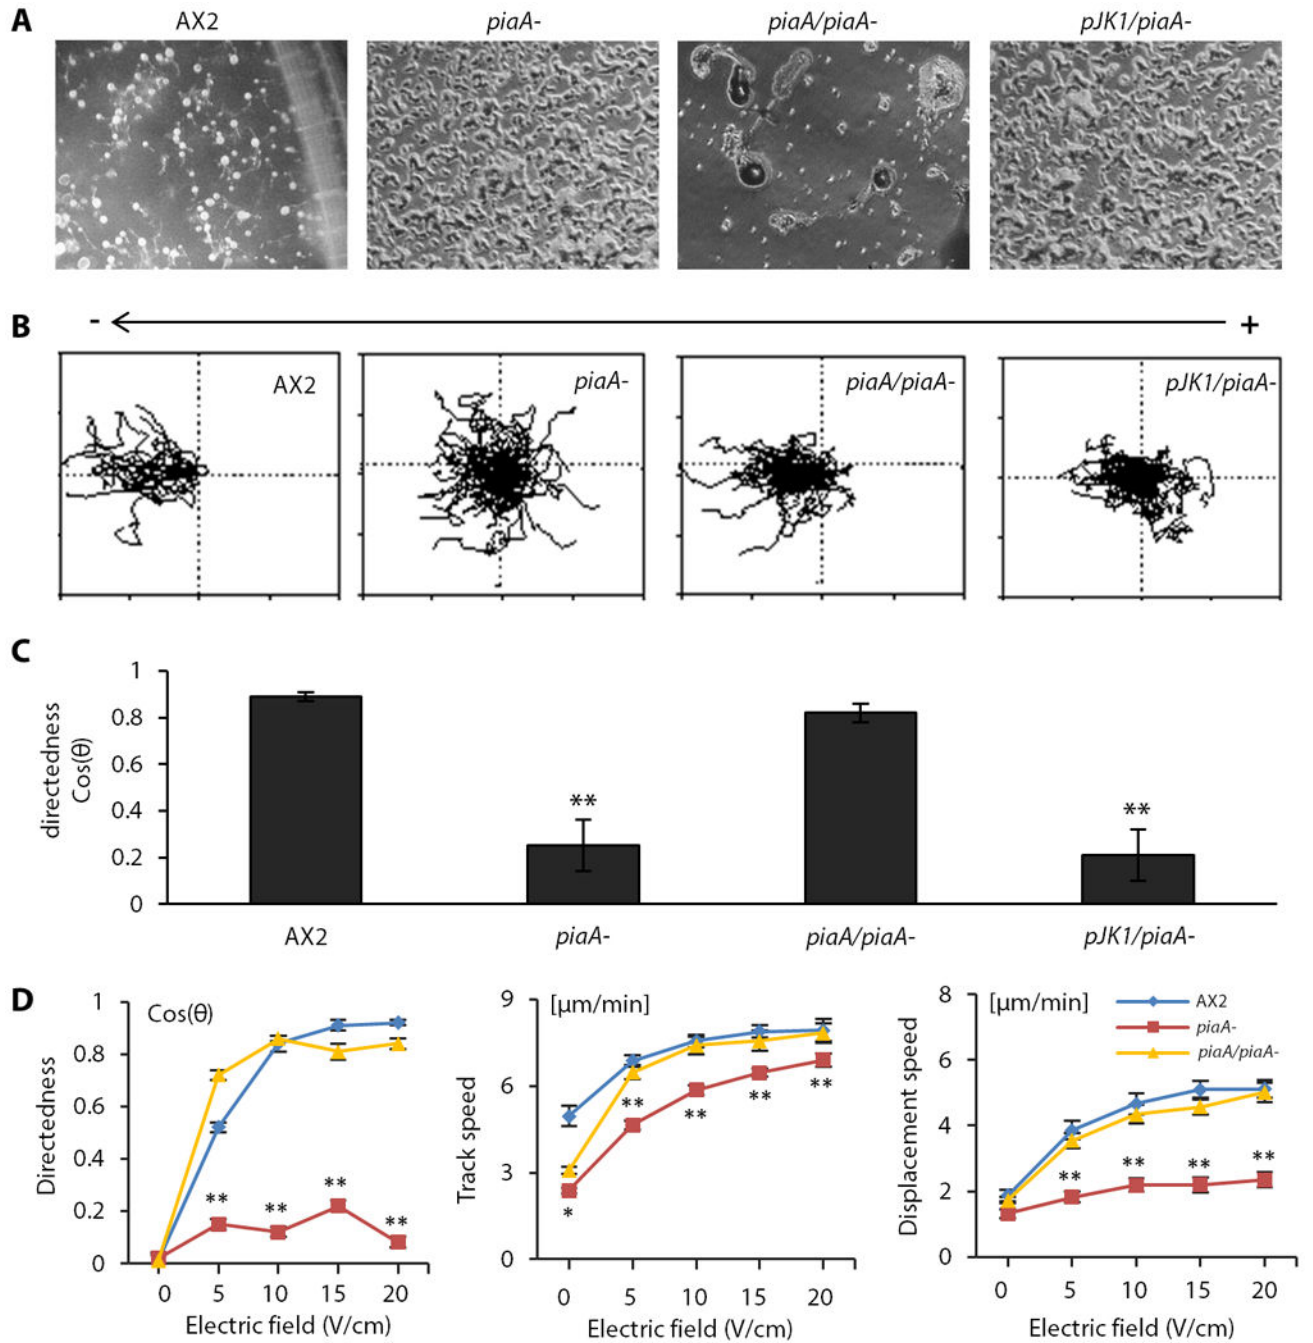 A AX2 piaA- piaA/piaA- pJK1/piaA-
B - +
AX2 piaA- piaA/piaA- pJK1/piaA-
C
directedness
Cos(θ)
1
0.8
0.6
0.4
0.2
0
** **
AX2 piaA- piaA/piaA- pJK1/piaA-
D
Directedness
Cos(θ)
1
0.8
0.6
0.4
0.2
0
** ** ** **
0 5 10 15 20
Electric field (V/cm)
Track speed
[µm/min]
9
6
3
0
* ** ** ** **
0 5 10 15 20
Electric field (V/cm)
Displacement speed
[µm/min]
8
6
4
2
0
AX2
piaA-
piaA/piaA-
** ** ** **
0 5 10 15 20
Electric field (V/cm)